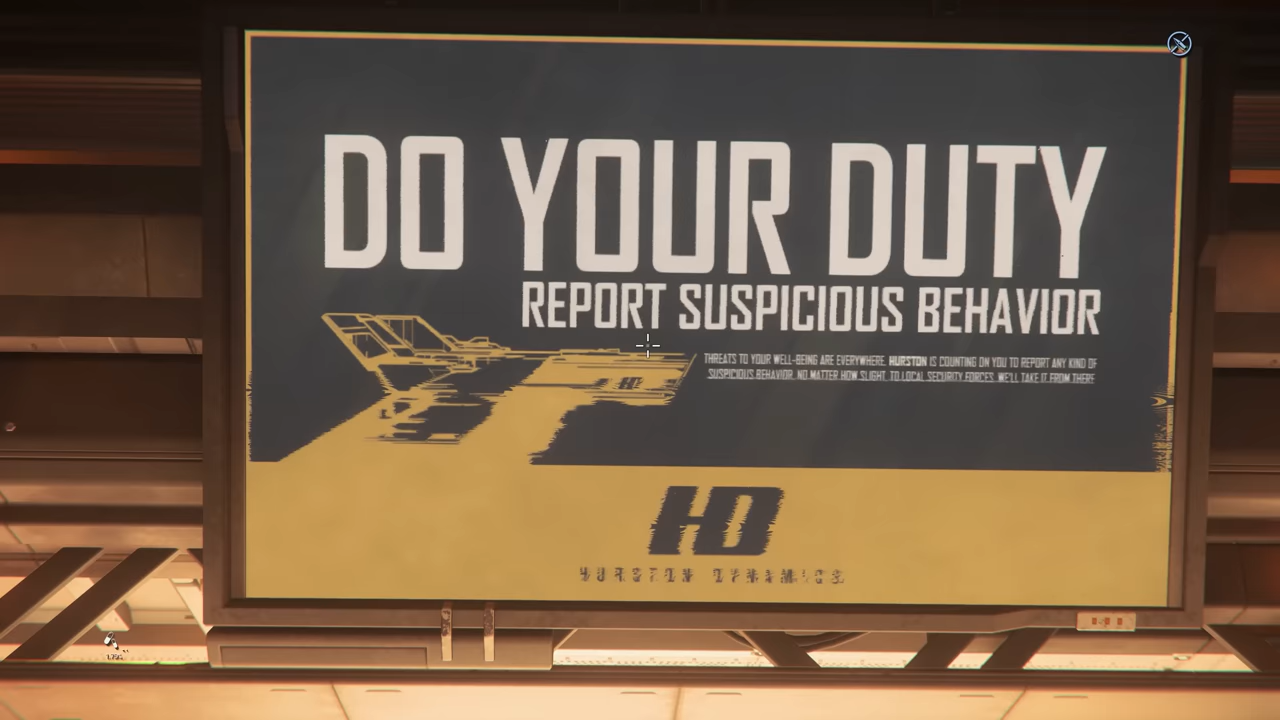 DO YOUR DUTY
REPORT SUSPICIOUS BEHAVIOR
THREATS TO YOUR WELL-BEING ARE EVERYWHERE. HURSTON IS COUNTING ON YOU TO REPORT ANY KIND OF
SUSPICIOUS BEHAVIOR, NO MATTER HOW SLIGHT, TO LOCAL SECURITY FORCES. WE'LL TAKE IT FROM THERE.
HD
HD
HURSTON DYNAMICS